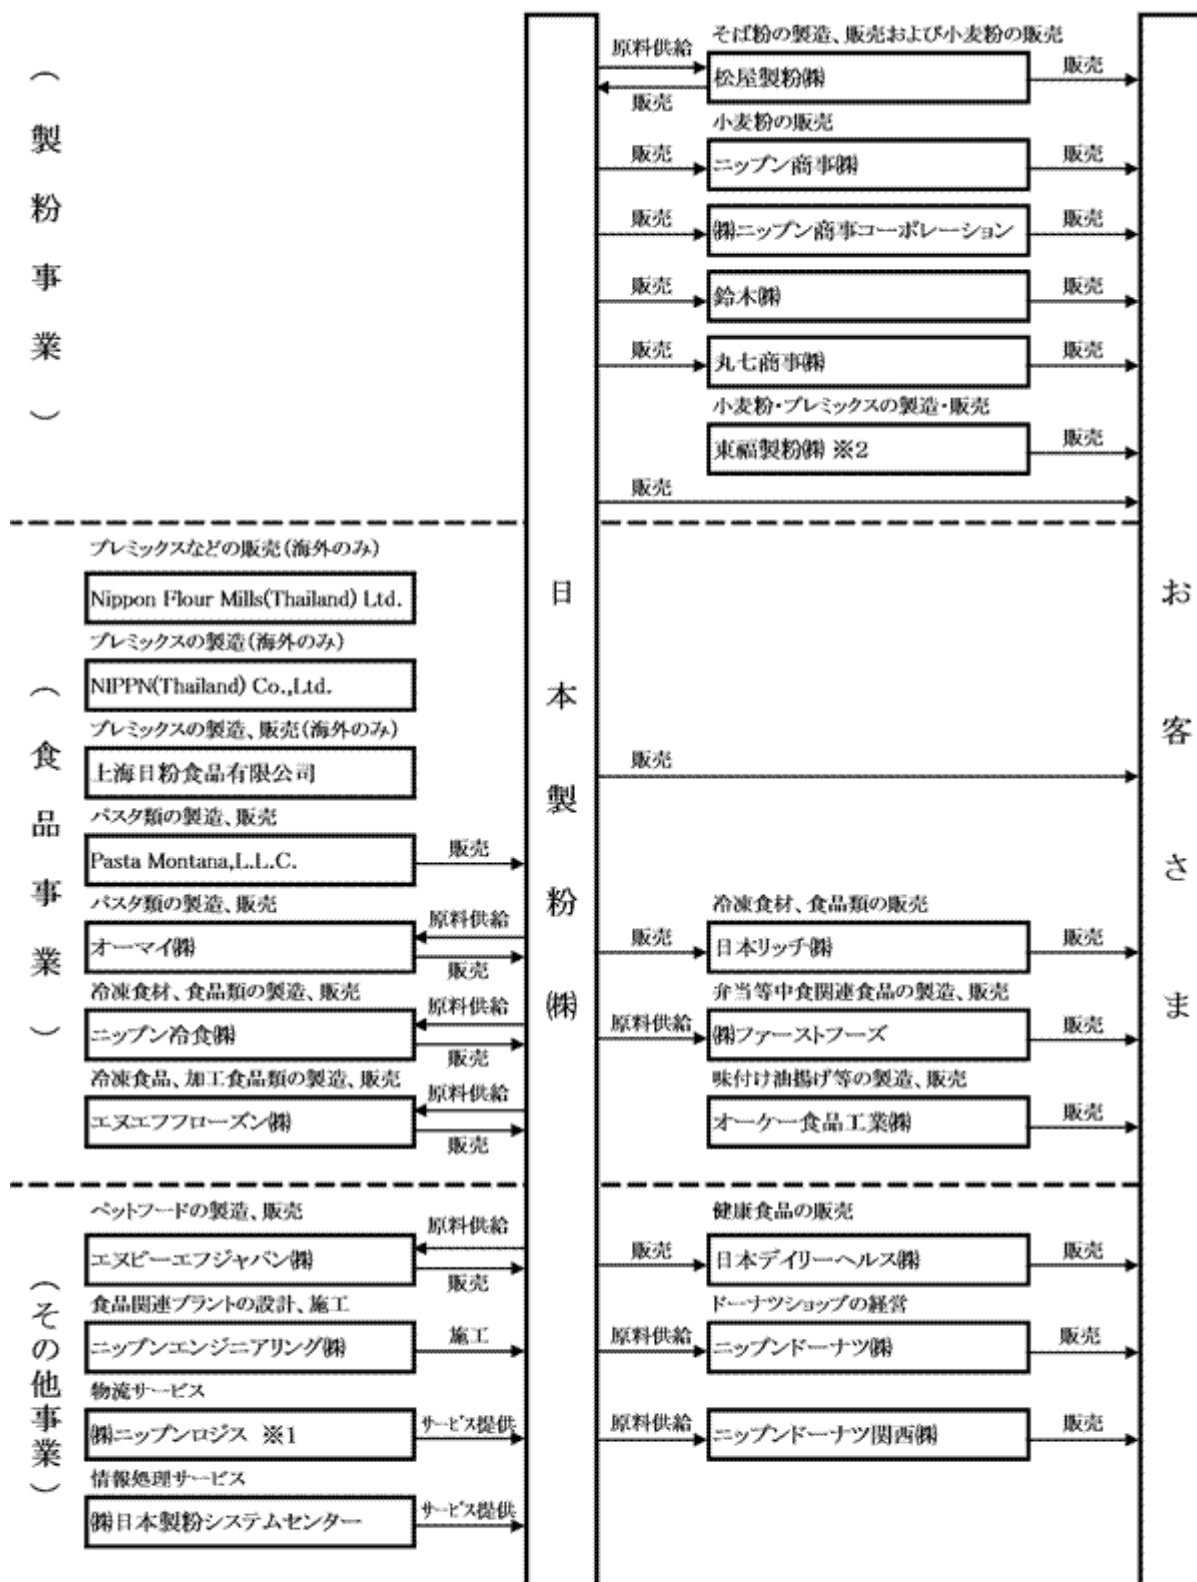 （製粉事業）
そば粉の製造、販売および小麦粉の販売
原料供給
松屋製粉㈱
販売
販売
小麦粉の販売
販売
ニップン商事㈱
販売
販売
㈱ニップン商事コーポレーション
販売
販売
鈴木㈱
販売
販売
丸七商事㈱
販売
小麦粉・プレミックスの製造・販売
東福製粉㈱ ※2
販売
販売
日本製粉㈱
お客さま
（食品事業）
プレミックスなどの販売(海外のみ)
Nippon Flour Mills(Thailand) Ltd.
プレミックスの製造(海外のみ)
NIPPN(Thailand) Co.,Ltd.
プレミックスの製造、販売(海外のみ)
上海日粉食品有限公司
販売
パスタ類の製造、販売
Pasta Montana,L.L.C.
販売
パスタ類の製造、販売
オーマイ㈱
原料供給
販売
冷凍食材、食品類の製造、販売
ニップン冷食㈱
原料供給
販売
冷凍食品、加工食品類の製造、販売
エヌエフフローズン㈱
原料供給
販売
冷凍食材、食品類の販売
販売
日本リッチ㈱
販売
弁当等中食関連食品の製造、販売
原料供給
㈱ファーストフーズ
販売
味付け油揚げ等の製造、販売
オーケー食品工業㈱
販売
（その他事業）
ペットフードの製造、販売
エヌピーエフジャパン㈱
原料供給
販売
食品関連プラントの設計、施工
ニップンエンジニアリング㈱
施工
物流サービス
㈱ニップンロジス ※1
サービス提供
情報処理サービス
㈱日本製粉システムセンター
サービス提供
健康食品の販売
販売
日本デイリーヘルス㈱
販売
ドーナツショップの経営
原料供給
ニップンドーナツ㈱
販売
原料供給
ニップンドーナツ関西㈱
販売